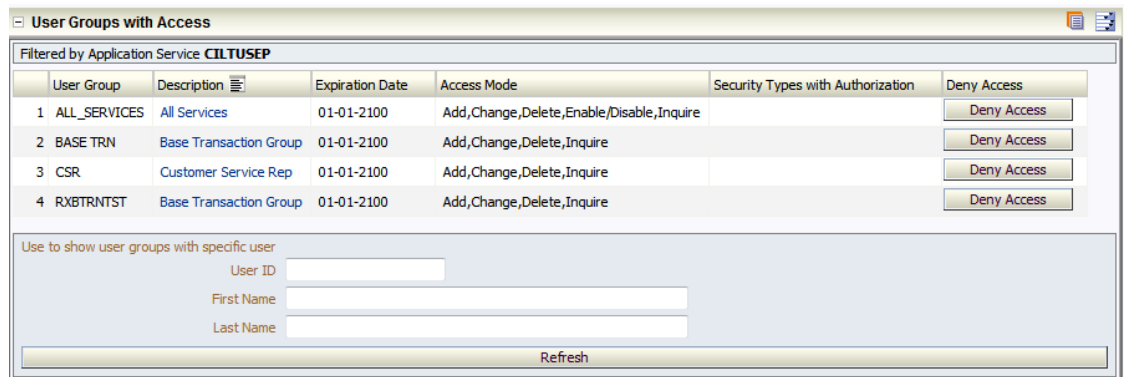 User Groups with Access
Filtered by Application Service CILTUSEP
User Group Description Expiration Date Access Mode Security Types with Authorization Deny Access
1 ALL_SERVICES All Services 01-01-2100 Add,Change,Delete,Enable/Disable,Inquire Deny Access
2 BASE TRN Base Transaction Group 01-01-2100 Add,Change,Delete,Inquire Deny Access
3 CSR Customer Service Rep 01-01-2100 Add,Change,Delete,Inquire Deny Access
4 RXBTRNTST Base Transaction Group 01-01-2100 Add,Change,Delete,Inquire Deny Access
Use to show user groups with specific user
User ID
First Name
Last Name
Refresh